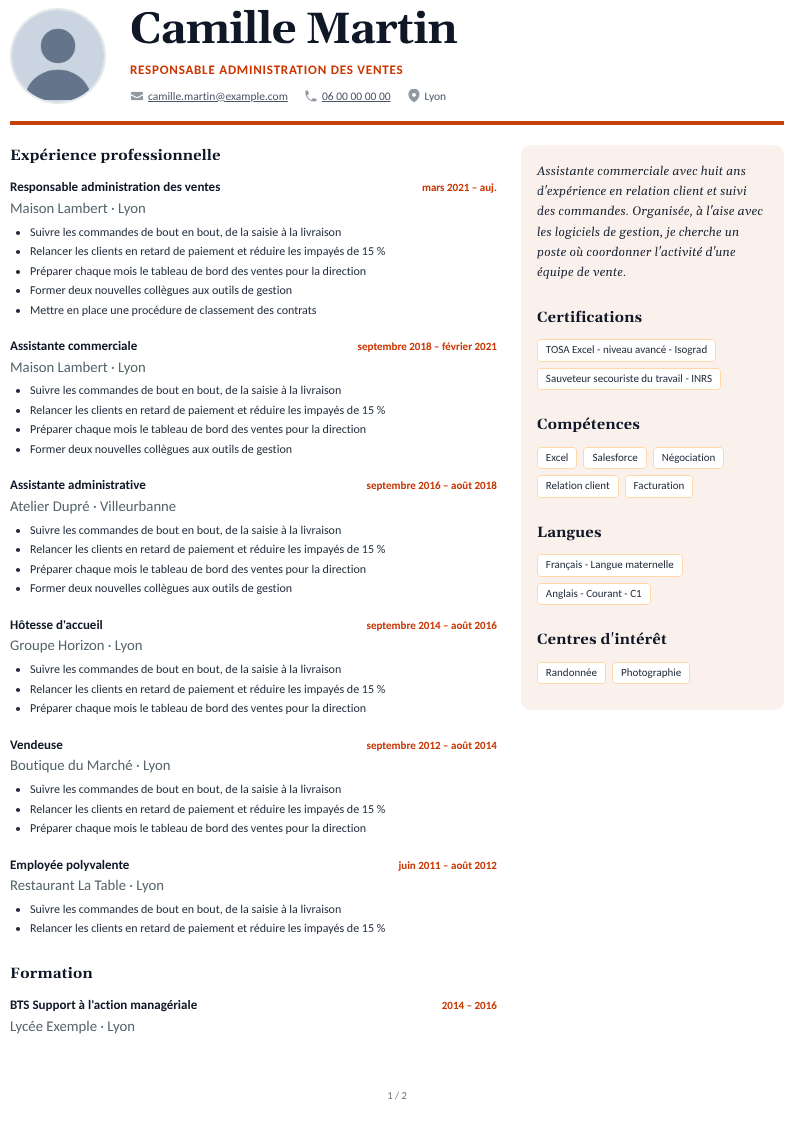 Camille Martin
RESPONSABLE ADMINISTRATION DES VENTES
camille.martin@example.com 06 00 00 00 00 Lyon
Expérience professionnelle
Responsable administration des ventes mars 2021 – auj.
Maison Lambert · Lyon
• Suivre les commandes de bout en bout, de la saisie à la livraison
• Relancer les clients en retard de paiement et réduire les impayés de 15 %
• Préparer chaque mois le tableau de bord des ventes pour la direction
• Former deux nouvelles collègues aux outils de gestion
• Mettre en place une procédure de classement des contrats
Assistante commerciale septembre 2018 – février 2021
Maison Lambert · Lyon
• Suivre les commandes de bout en bout, de la saisie à la livraison
• Relancer les clients en retard de paiement et réduire les impayés de 15 %
• Préparer chaque mois le tableau de bord des ventes pour la direction
• Former deux nouvelles collègues aux outils de gestion
Assistante administrative septembre 2016 – août 2018
Atelier Dupré · Villeurbanne
• Suivre les commandes de bout en bout, de la saisie à la livraison
• Relancer les clients en retard de paiement et réduire les impayés de 15 %
• Préparer chaque mois le tableau de bord des ventes pour la direction
• Former deux nouvelles collègues aux outils de gestion
Hôtesse d'accueil septembre 2014 – août 2016
Groupe Horizon · Lyon
• Suivre les commandes de bout en bout, de la saisie à la livraison
• Relancer les clients en retard de paiement et réduire les impayés de 15 %
• Préparer chaque mois le tableau de bord des ventes pour la direction
Vendeuse septembre 2012 – août 2014
Boutique du Marché · Lyon
• Suivre les commandes de bout en bout, de la saisie à la livraison
• Relancer les clients en retard de paiement et réduire les impayés de 15 %
• Préparer chaque mois le tableau de bord des ventes pour la direction
Employée polyvalente juin 2011 – août 2012
Restaurant La Table · Lyon
• Suivre les commandes de bout en bout, de la saisie à la livraison
• Relancer les clients en retard de paiement et réduire les impayés de 15 %
Formation
BTS Support à l'action managériale 2014 – 2016
Lycée Exemple · Lyon
Assistante commerciale avec huit ans
d'expérience en relation client et suivi
des commandes. Organisée, à l'aise avec
les logiciels de gestion, je cherche un
poste où coordonner l'activité d'une
équipe de vente.
Certifications
TOSA Excel - niveau avancé - Isograd
Sauveteur secouriste du travail - INRS
Compétences
Excel Salesforce Négociation
Relation client Facturation
Langues
Français - Langue maternelle
Anglais - Courant - C1
Centres d'intérêt
Randonnée Photographie
1 / 2